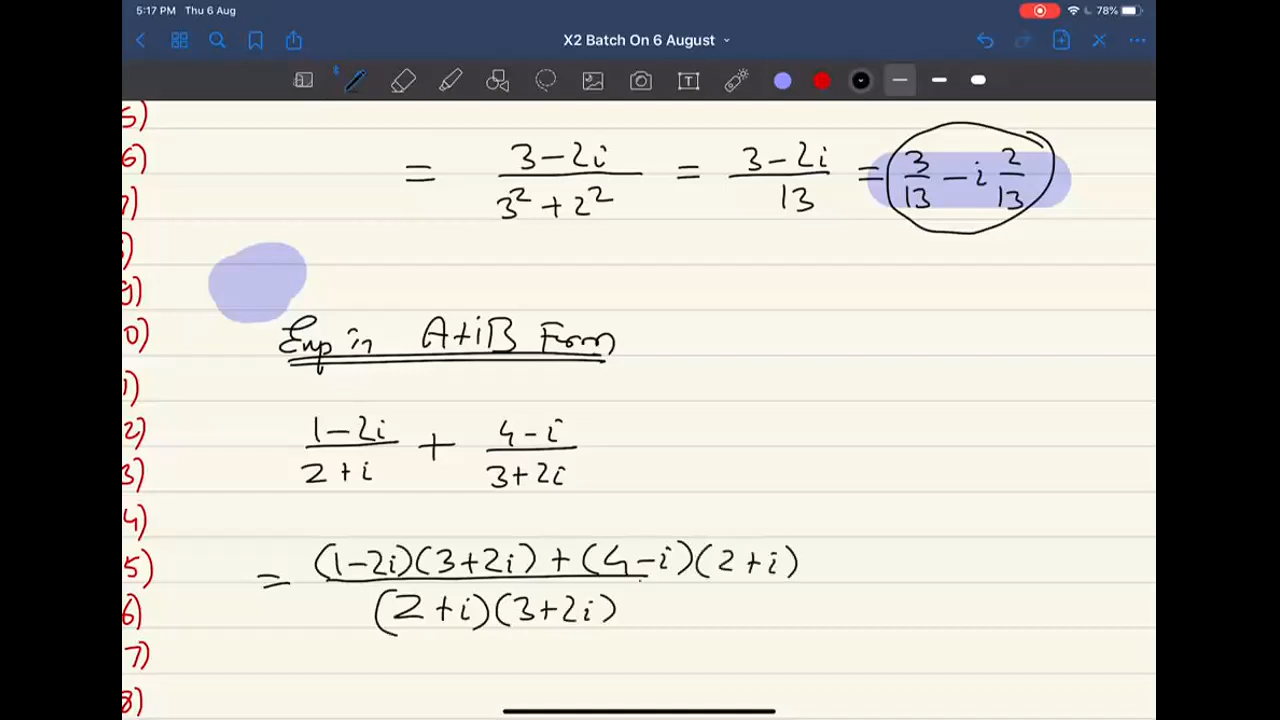 5:17 PM Thu 6 Aug 78%
X2 Batch On 6 August
5)
6) = 3-2i / 3² + 2² = 3-2i / 13 = 3/13 - i 2/13
7)
8)
9)
0) Exp in A+iB Form
1)
2) 1-2i / 2+i + 4-i / 3+2i
3)
4)
5) = (1-2i)(3+2i) + (4-i)(2+i) / (2+i)(3+2i)
6)
7)
8)